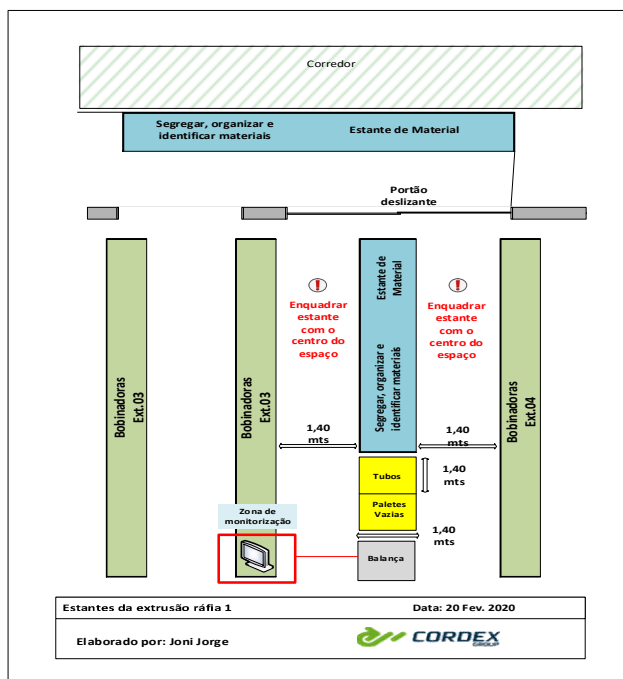 Corredor
Segregar, organizar e
identificar materiais
Estante de Material
Portão
deslizante
Bobinadoras
Ext.03
Bobinadoras
Ext.03
Enquadrar
estante
com o
centro do
espaço
Estante de
Material
Segregar, organizar e
identificar materiais
Enquadrar
estante
com o
centro do
espaço
Bobinadoras
Ext.04
1,40
mts
1,40
mts
Tubos
1,40
mts
Paletes
Vazias
Zona de
monitorização
1,40
mts
Balança
Estantes da extrusão ráfia 1
Data: 20 Fev. 2020
Elaborado por: Joni Jorge
CORDEX
GROUP